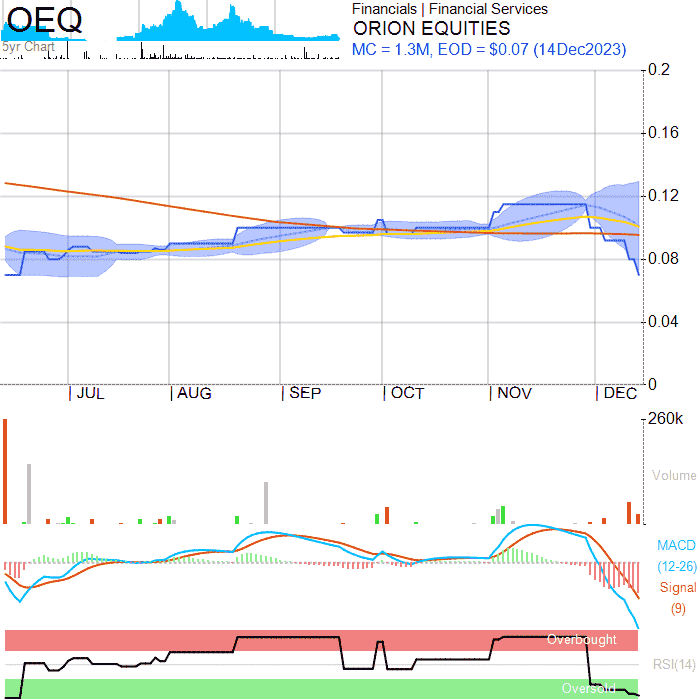 OEQ
5yr Chart
Financials | Financial Services
ORION EQUITIES
MC = 1.3M, EOD = $0.07 (14Dec2023)
0.2
0.16
0.12
0.08
0.04
0
JUL AUG SEP OCT NOV DEC
260k
Volume
MACD
(12-26)
Signal
(9)
Overbought
RSI(14)
Oversold